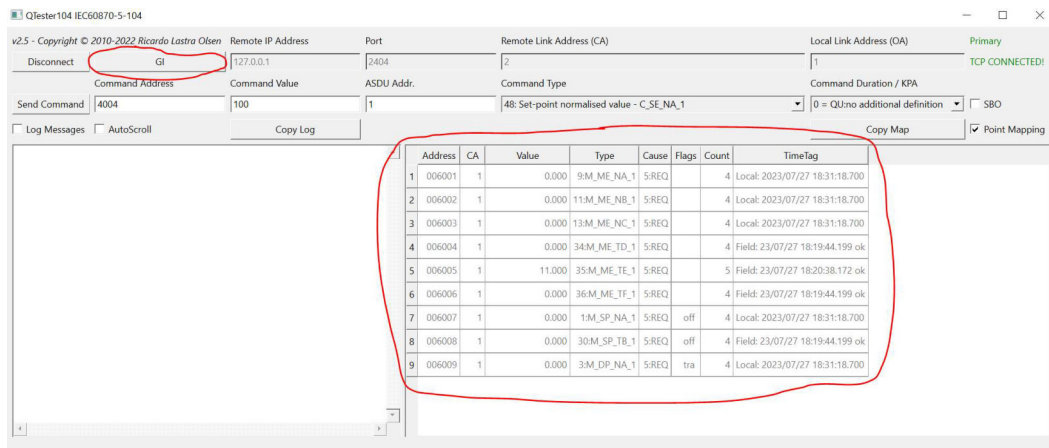 QTester104 IEC60870-5-104
v2.5 - Copyright © 2010-2022 Ricardo Lastra Olsen Remote IP Address Port Remote Link Address (CA) Local Link Address (OA) Primary
Disconnect GI 127.0.0.1 2404 2 1 TCP CONNECTED!
Command Address Command Value ASDU Addr. Command Type Command Duration / KPA
Send Command 4004 100 1 48: Set-point normalised value - C_SE_NA_1 0 = QU:no additional definition SBO
Log Messages AutoScroll Copy Log Copy Map Point Mapping
Address CA Value Type Cause Flags Count TimeTag
1 006001 1 0.000 9:M_ME_NA_1 5:REQ 4 Local: 2023/07/27 18:31:18.700
2 006002 1 0.000 11:M_ME_NB_1 5:REQ 4 Local: 2023/07/27 18:31:18.700
3 006003 1 0.000 13:M_ME_NC_1 5:REQ 4 Local: 2023/07/27 18:31:18.700
4 006004 1 0.000 34:M_ME_TD_1 5:REQ 4 Field: 23/07/27 18:19:44.199 ok
5 006005 1 11.000 35:M_ME_TE_1 5:REQ 5 Field: 23/07/27 18:20:38.172 ok
6 006006 1 0.000 36:M_ME_TF_1 5:REQ 4 Field: 23/07/27 18:19:44.199 ok
7 006007 1 0.000 1:M_SP_NA_1 5:REQ off 4 Local: 2023/07/27 18:31:18.700
8 006008 1 0.000 30:M_SP_TB_1 5:REQ off 4 Field: 23/07/27 18:19:44.199 ok
9 006009 1 0.000 3:M_DP_NA_1 5:REQ tra 4 Local: 2023/07/27 18:31:18.700